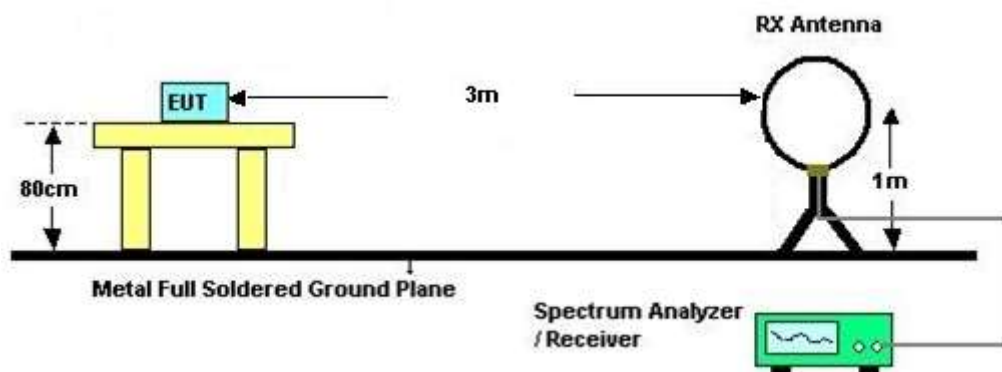 RX Antenna
EUT
3m
80cm
1m
Metal Full Soldered Ground Plane
Spectrum Analyzer
/ Receiver